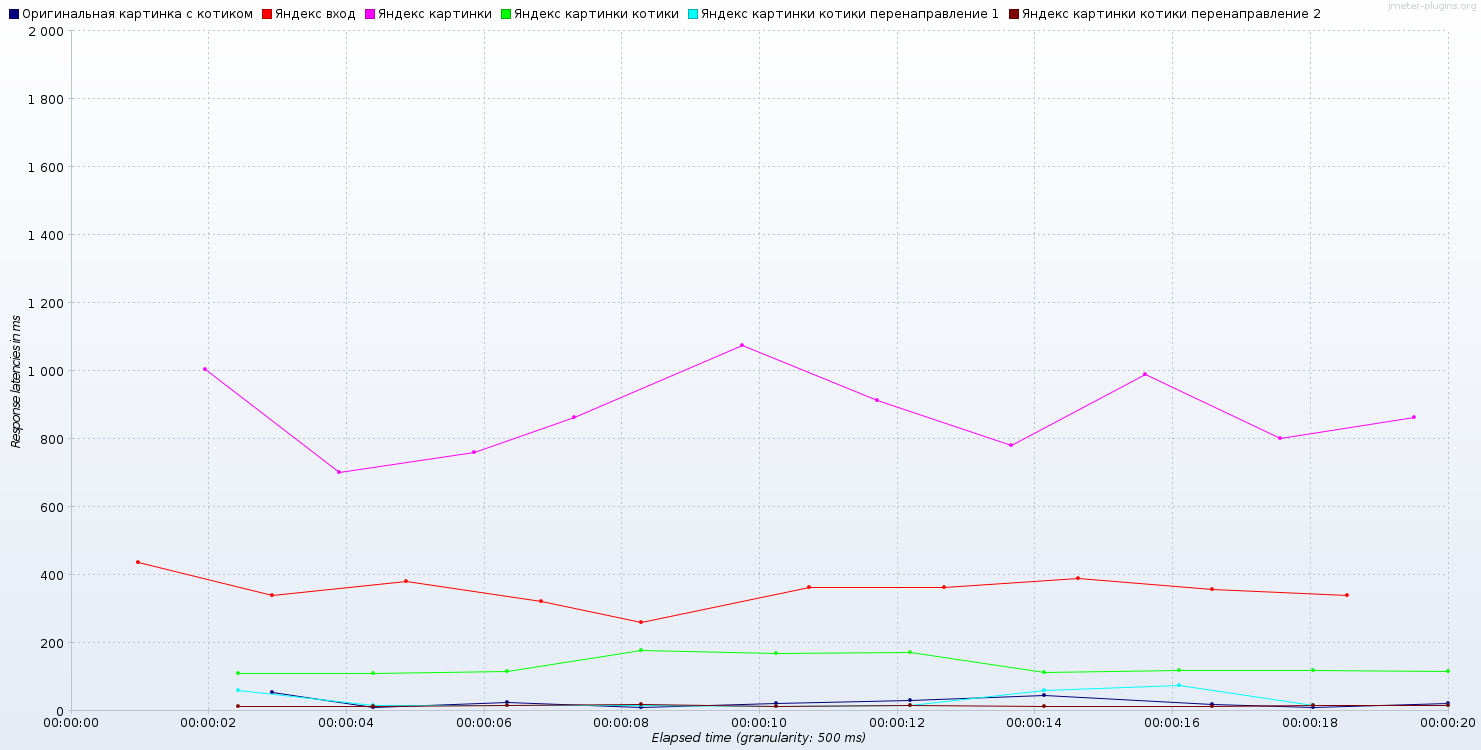 Оригинальная картинка с котиком Яндекс вход Яндекс картинки Яндекс картинки котики Яндекс картинки котики перенаправление 1 Яндекс картинки котики перенаправление 2
jmeter-plugins.org
2 000
1 800
1 600
1 400
1 200
1 000
800
600
400
200
0
Response latencies in ms
00:00:00 00:00:02 00:00:04 00:00:06 00:00:08 00:00:10 00:00:12 00:00:14 00:00:16 00:00:18 00:00:20
Elapsed time (granularity: 500 ms)